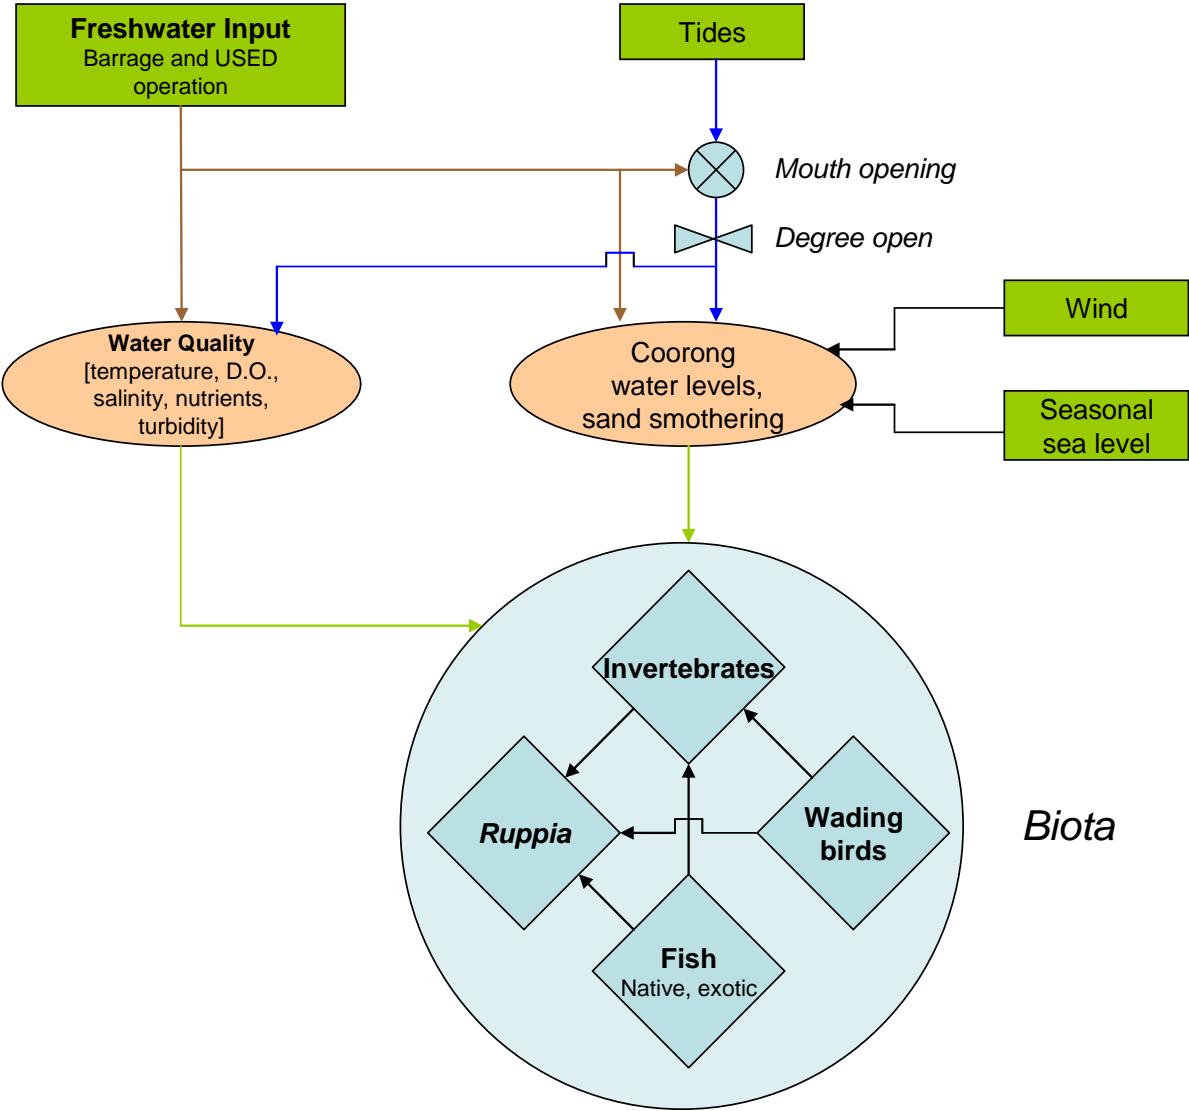 Freshwater Input
Barrage and USED
operation
Tides
Mouth opening
Degree open
Wind
Water Quality
[temperature, D.O.,
salinity, nutrients,
turbidity]
Coorong
water levels,
sand smothering
Seasonal
sea level
Invertebrates
Ruppia
Wading
birds
Biota
Fish
Native, exotic